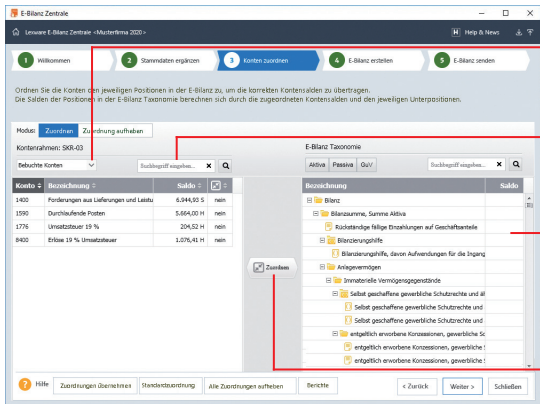 E-Bilanz Zentrale
Lexware E-Bilanz Zentrale <Musterfirma 2020>
H Help & News
1 Willkommen
2 Stammdaten ergänzen
3 Konten zuordnen
4 E-Bilanz erstellen
5 E-Bilanz senden
Ordnen Sie die Konten den jeweiligen Positionen in der E-Bilanz zu, um die korrekten Kontensalden zu übertragen.
Die Salden der Positionen in der E-Bilanz Taxonomie berechnen sich durch die zugeordneten Kontensalden und den jeweiligen Unterpositionen.
Modus: Zuordnen Zuordnung aufheben
Kontenrahmen: SKR-03
Bebuchte Konten
Suchbegriff eingeben...
Konto Bezeichnung Saldo
1400 Forderungen aus Lieferungen und Leistu 6.944,93 S nein
1590 Durchlaufende Posten 5.664,00 H nein
1776 Umsatzsteuer 19 % 204,52 H nein
8400 Erlöse 19 % Umsatzsteuer 1.076,41 H nein
Zuordnen
E-Bilanz Taxonomie
Aktiva Passiva GuV
Suchbegriff eingeben...
Bezeichnung Saldo
Bilanz
Bilanzsumme, Summe Aktiva
Rückständige fällige Einzahlungen auf Geschäftsanteile
Bilanzierungshilfe
Bilanzierungshilfe, davon Aufwendungen für die Ingang
Anlagevermögen
Immaterielle Vermögensgegenstände
Selbst geschaffene gewerbliche Schutzrechte und äl
Selbst geschaffene gewerbliche Schutzrechte und
Selbst geschaffene gewerbliche Schutzrechte und
entgeltlich erworbene Konzessionen, gewerbliche Sc
entgeltlich erworbene Konzessionen, gewerbliche S
entgeltlich erworbene Konzessionen, gewerbliche S
? Hilfe
Zuordnungen übernehmen
Standardzuordnung
Alle Zuordnungen aufheben
Berichte
< Zurück
Weiter >
Schließen